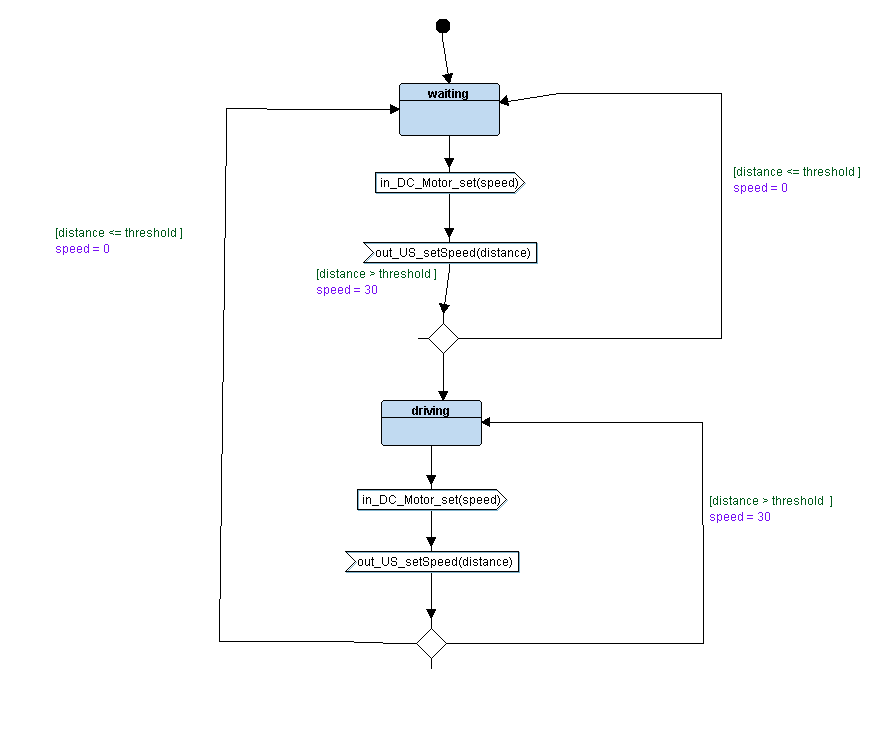 waiting
in_DC_Motor_set(speed)
[distance <= threshold ]
speed = 0
[distance <= threshold ]
speed = 0
out_US_setSpeed(distance)
[distance > threshold ]
speed = 30
driving
in_DC_Motor_set(speed)
[distance > threshold  ]
speed = 30
out_US_setSpeed(distance)